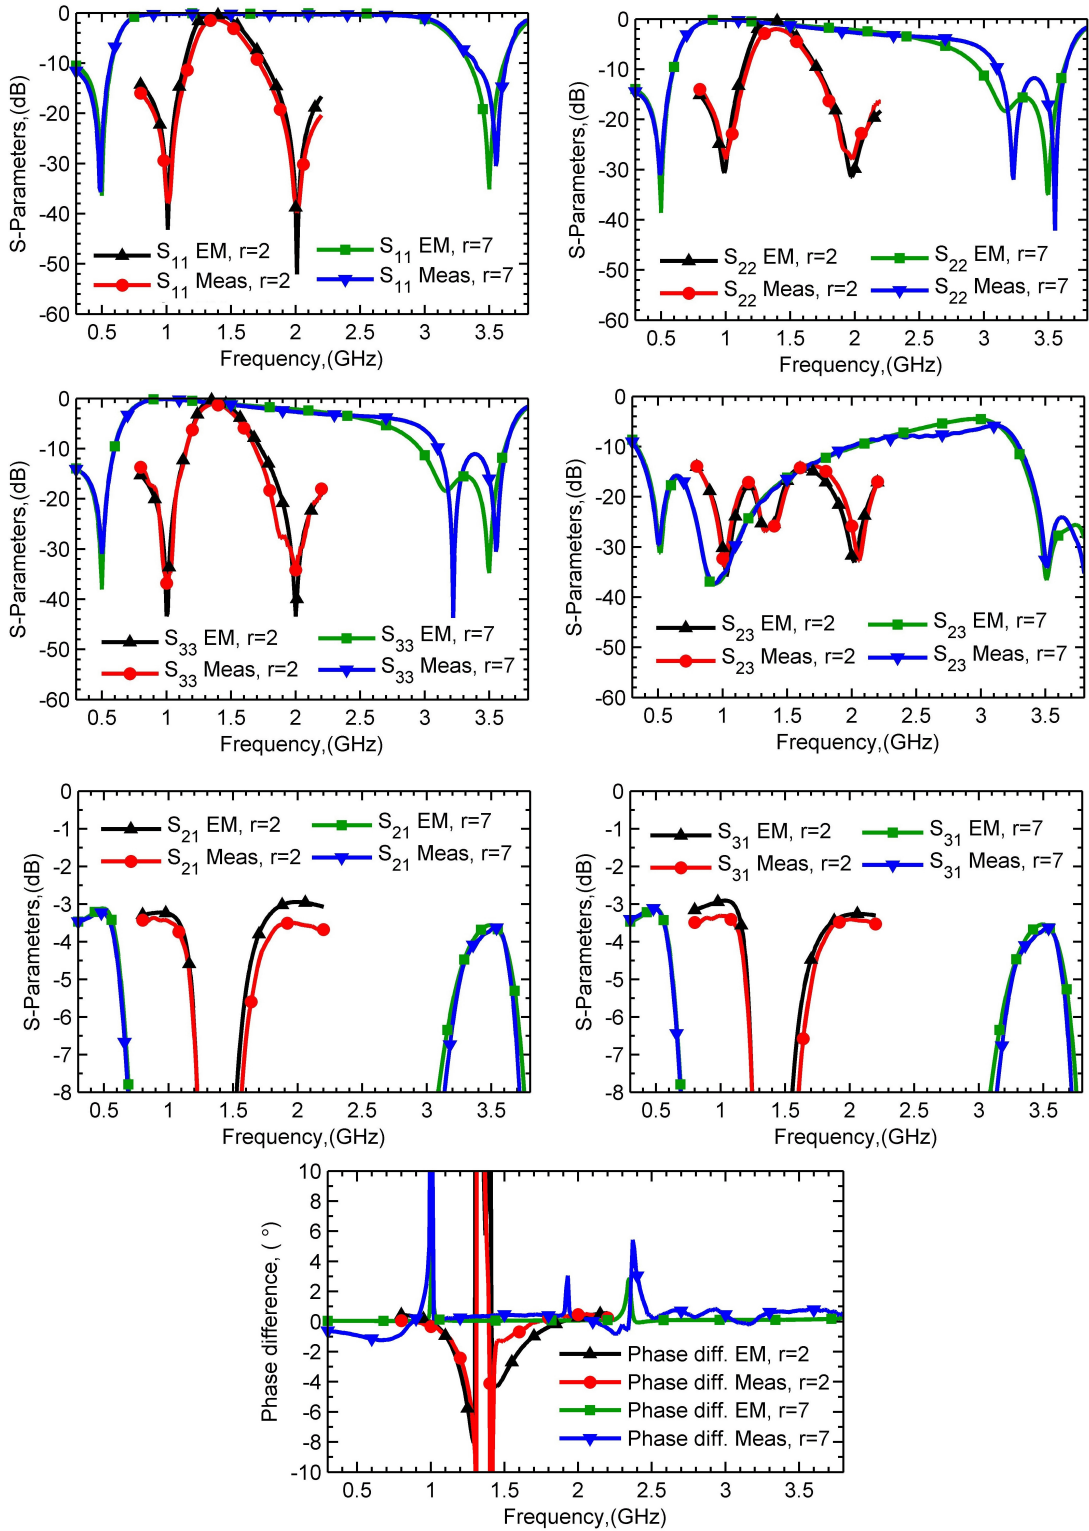 0
-10
-20
-30
-40
-50
-60
S-Parameters,(dB)
S11 EM, r=2
S11 Meas, r=2
S11 EM, r=7
S11 Meas, r=7
0.5 1 1.5 2 2.5 3 3.5
Frequency,(GHz)
0
-10
-20
-30
-40
-50
-60
S-Parameters,(dB)
S22 EM, r=2
S22 Meas, r=2
S22 EM, r=7
S22 Meas, r=7
0.5 1 1.5 2 2.5 3 3.5
Frequency,(GHz)
0
-10
-20
-30
-40
-50
-60
S-Parameters,(dB)
S33 EM, r=2
S33 Meas, r=2
S33 EM, r=7
S33 Meas, r=7
0.5 1 1.5 2 2.5 3 3.5
Frequency,(GHz)
0
-10
-20
-30
-40
-50
-60
S-Parameters,(dB)
S23 EM, r=2
S23 Meas, r=2
S23 EM, r=7
S23 Meas, r=7
0.5 1 1.5 2 2.5 3 3.5
Frequency,(GHz)
0
-1
-2
-3
-4
-5
-6
-7
-8
S-Parameters,(dB)
S21 EM, r=2
S21 Meas, r=2
S21 EM, r=7
S21 Meas, r=7
0.5 1 1.5 2 2.5 3 3.5
Frequency,(GHz)
0
-1
-2
-3
-4
-5
-6
-7
-8
S-Parameters,(dB)
S31 EM, r=2
S31 Meas, r=2
S31 EM, r=7
S31 Meas, r=7
0.5 1 1.5 2 2.5 3 3.5
Frequency,(GHz)
10
8
6
4
2
0
-2
-4
-6
-8
-10
Phase difference, (°)
Phase diff. EM, r=2
Phase diff. Meas, r=2
Phase diff. EM, r=7
Phase diff. Meas, r=7
0.5 1 1.5 2 2.5 3 3.5
Frequency,(GHz)